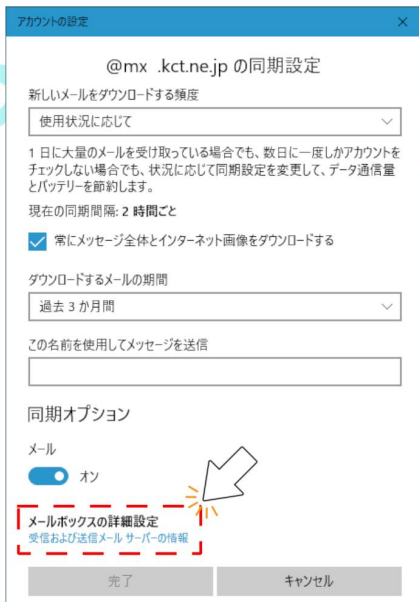 アカウントの設定
@mx .kct.ne.jp の同期設定
新しいメールをダウンロードする頻度
使用状況に応じて
1 日に大量のメールを受け取っている場合でも、数日に一度しかアカウントを
チェックしない場合でも、状況に応じて同期設定を変更して、データ通信量
とバッテリーを節約します。
現在の同期間隔: 2 時間ごと
常にメッセージ全体とインターネット画像をダウンロードする
ダウンロードするメールの期間
過去 3 か月間
この名前を使用してメッセージを送信
同期オプション
メール
オン
メールボックスの詳細設定
受信および送信メール サーバーの情報
完了
キャンセル